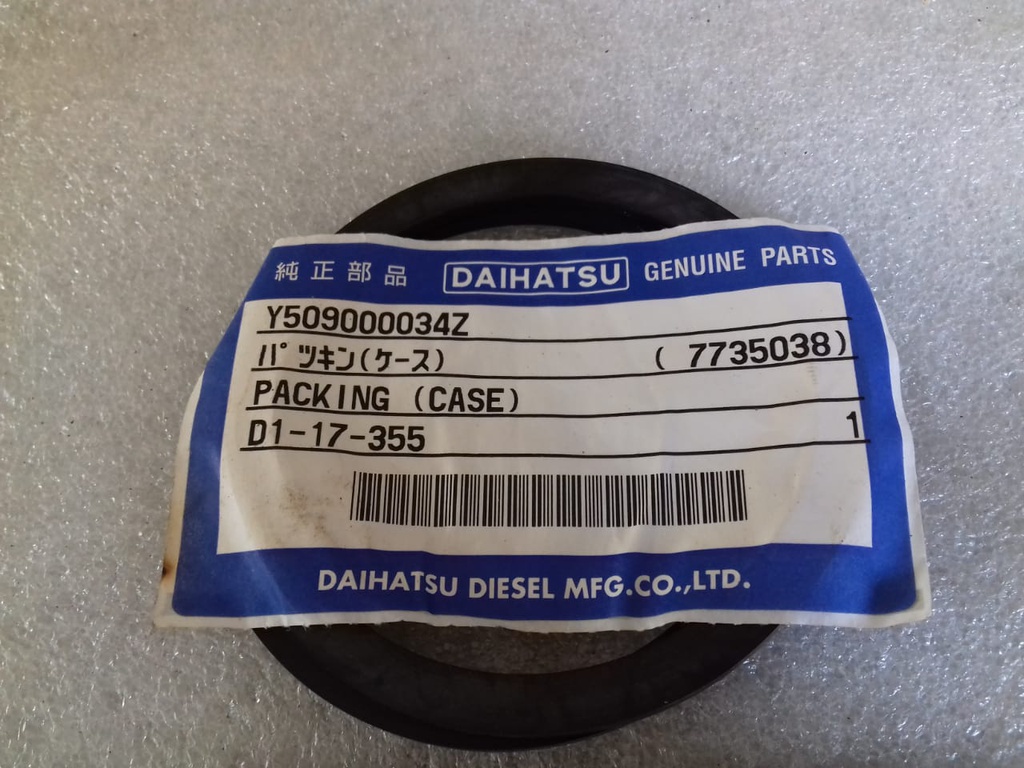 純正部品 DAIHATSU GENUINE PARTS
Y509000034Z
パツキン(ケース) ( 7735038)
PACKING (CASE)
D1-17-355 1
DAIHATSU DIESEL MFG.CO.,LTD.